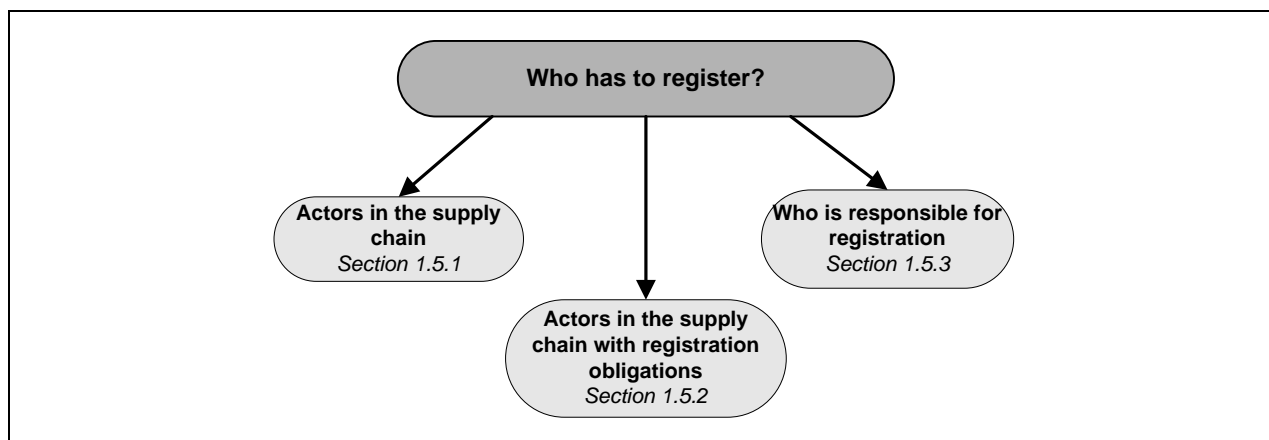 Who has to register?
Actors in the supply
chain
Section 1.5.1
Actors in the supply
chain with registration
obligations
Section 1.5.2
Who is responsible for
registration
Section 1.5.3